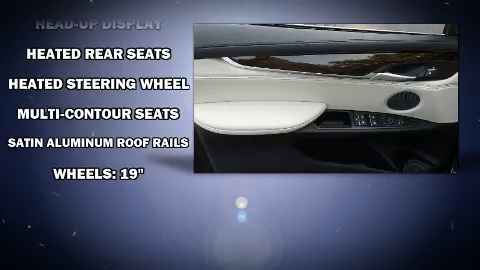 HEAD-UP DISPLAY
HEATED REAR SEATS
HEATED STEERING WHEEL
MULTI-CONTOUR SEATS
SATIN ALUMINUM ROOF RAILS
WHEELS: 19"